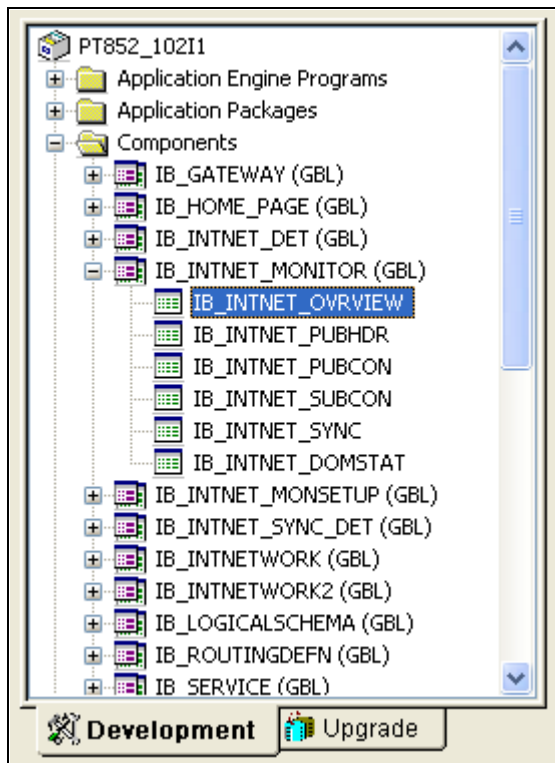 PT852_102I1
Application Engine Programs
Application Packages
Components
IB_GATEWAY (GBL)
IB_HOME_PAGE (GBL)
IB_INTNET_DET (GBL)
IB_INTNET_MONITOR (GBL)
IB_INTNET_OVRVIEW
IB_INTNET_PUBHDR
IB_INTNET_PUBCON
IB_INTNET_SUBCON
IB_INTNET_SYNC
IB_INTNET_DOMSTAT
IB_INTNET_MONSETUP (GBL)
IB_INTNET_SYNC_DET (GBL)
IB_INTNETWORK (GBL)
IB_INTNETWORK2 (GBL)
IB_LOGICALSCHEMA (GBL)
IB_ROUTINGDEFN (GBL)
IB_SERVICE (GBL)
Development Upgrade